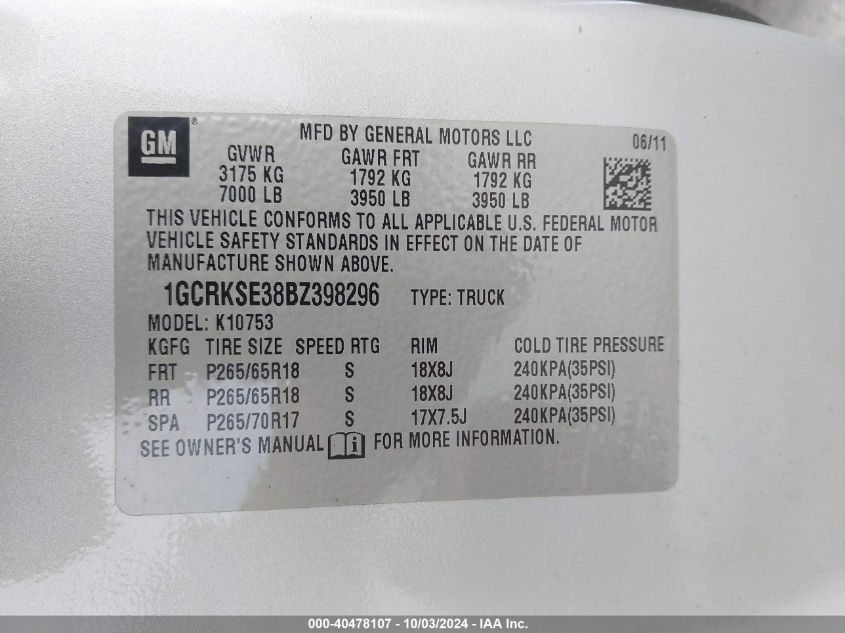 GM
MFD BY GENERAL MOTORS LLC 06/11
GVWR GAWR FRT GAWR RR
3175 KG 1792 KG 1792 KG
7000 LB 3950 LB 3950 LB
THIS VEHICLE CONFORMS TO ALL APPLICABLE U.S. FEDERAL MOTOR
VEHICLE SAFETY STANDARDS IN EFFECT ON THE DATE OF
MANUFACTURE SHOWN ABOVE.
1GCRKSE38BZ398296 TYPE: TRUCK
MODEL: K10753
KGFG TIRE SIZE SPEED RTG RIM COLD TIRE PRESSURE
FRT P265/65R18 S 18X8J 240KPA(35PSI)
RR P265/65R18 S 18X8J 240KPA(35PSI)
SPA P265/70R17 S 17X7.5J 240KPA(35PSI)
SEE OWNER'S MANUAL i FOR MORE INFORMATION.
000-40478107 - 10/03/2024 - IAA Inc.